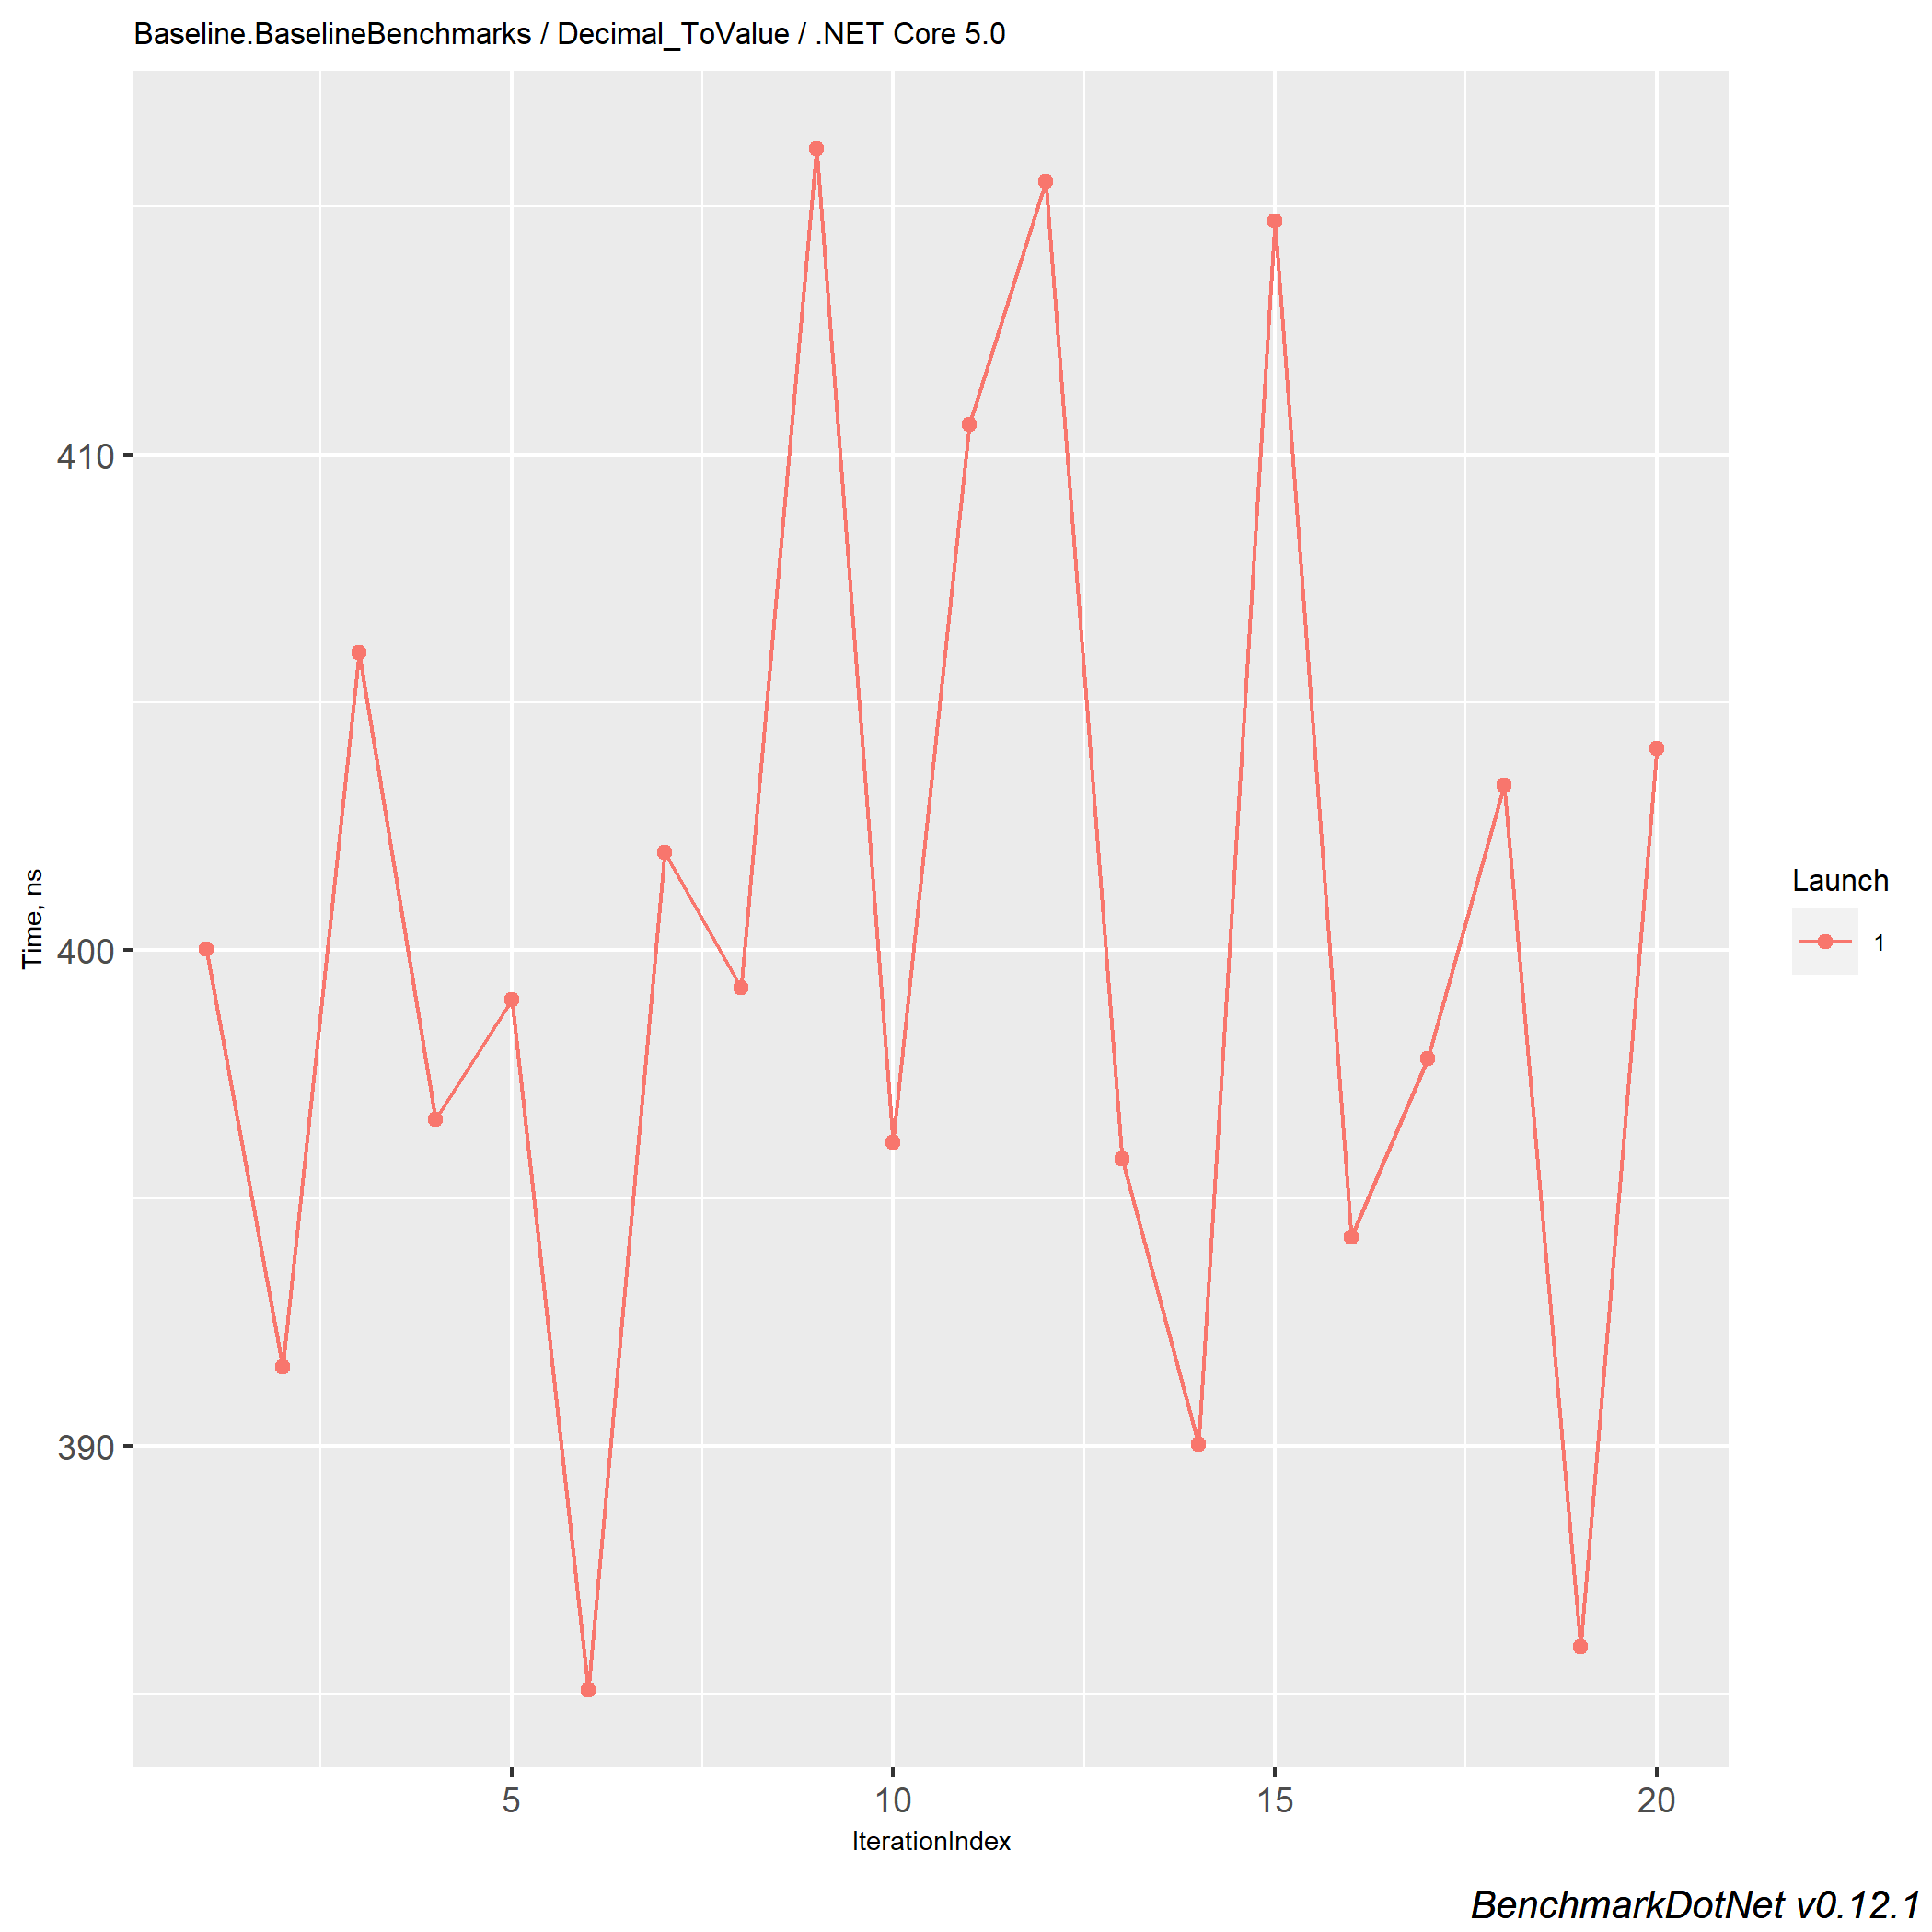 Baseline.BaselineBenchmarks / Decimal_ToValue / .NET Core 5.0
410
400
390
Time, ns
5 10 15 20
IterationIndex
Launch
1
BenchmarkDotNet v0.12.1